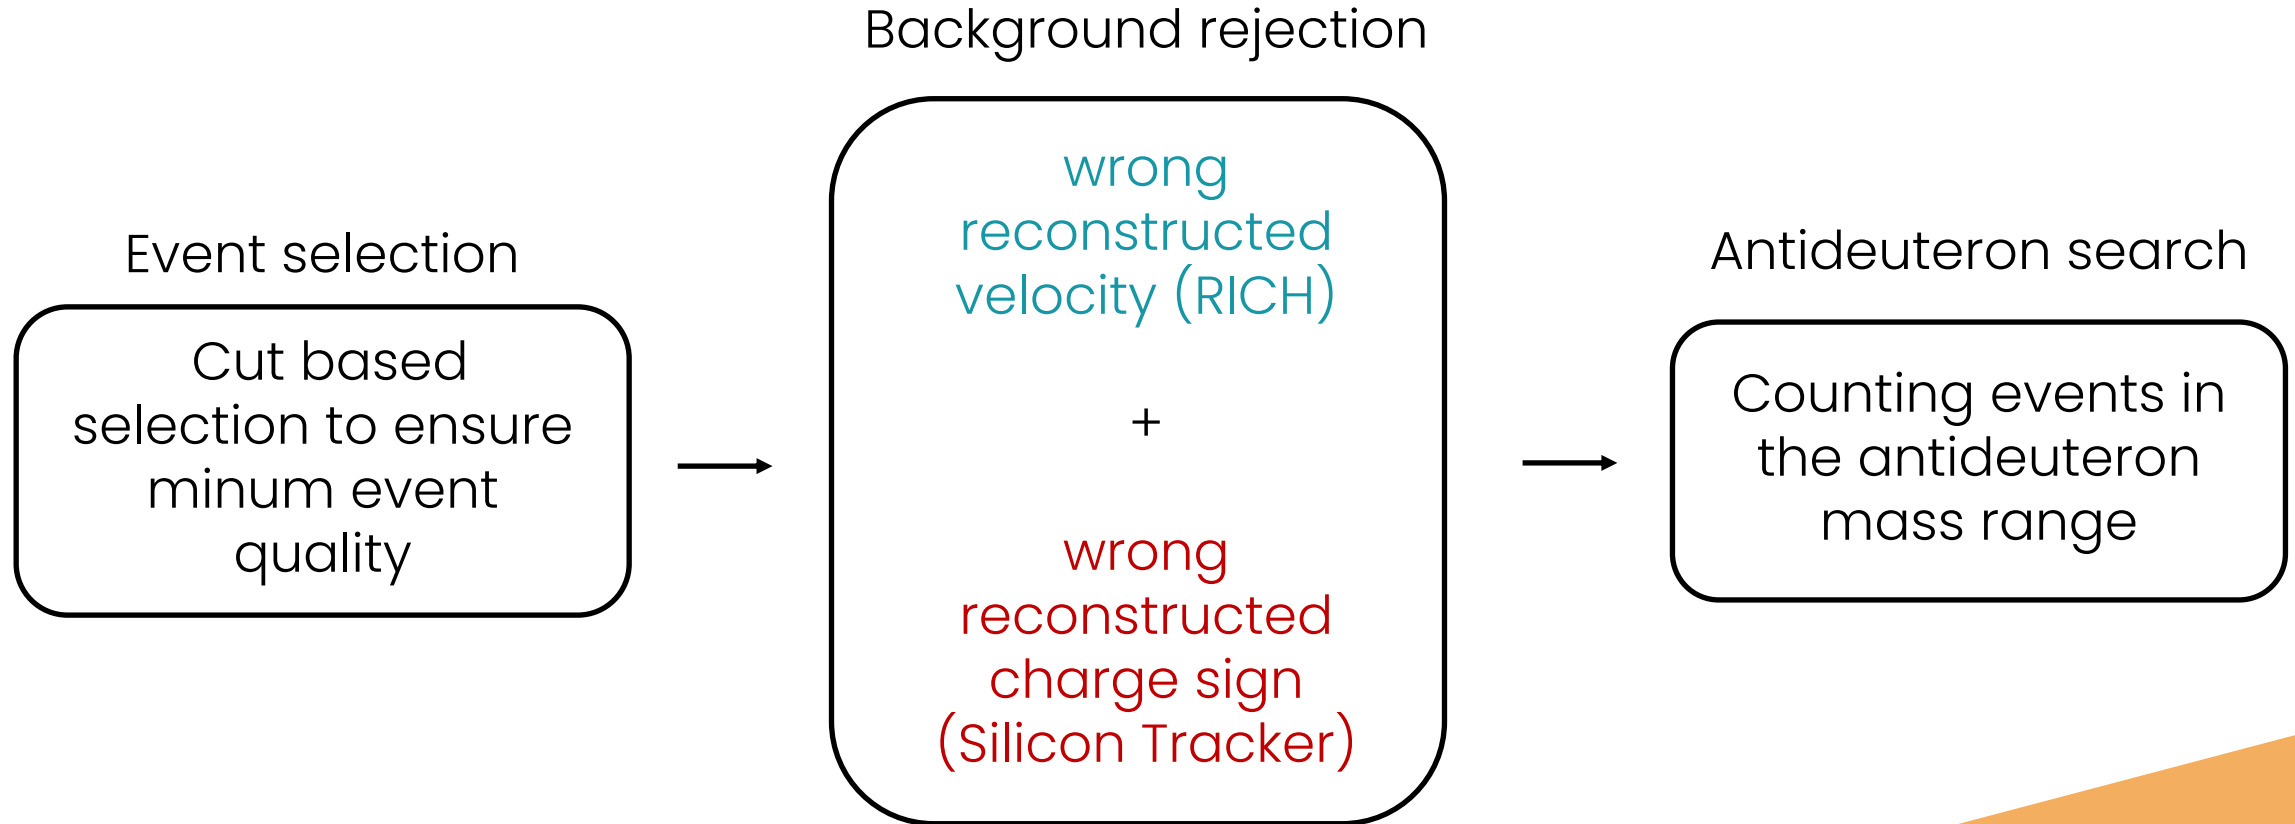 Event selection
Cut based
selection to ensure
minum event
quality
Background rejection
wrong
reconstructed
velocity (RICH)
+
wrong
reconstructed
charge sign
(Silicon Tracker)
Antideuteron search
Counting events in
the antideuteron
mass range